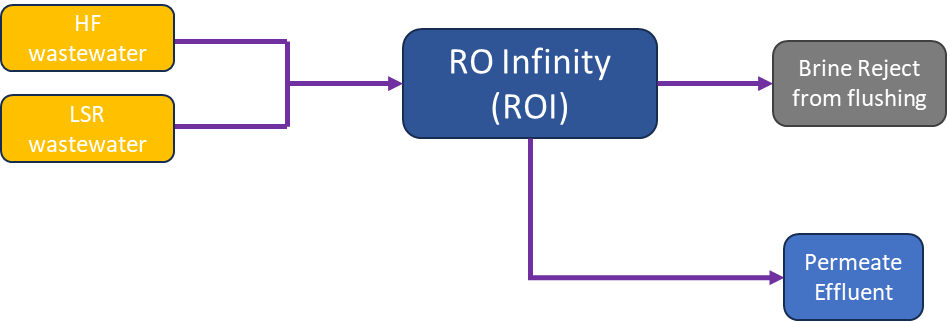 HF
wastewater
LSR
wastewater
RO Infinity
(ROI)
Brine Reject
from flushing
Permeate
Effluent